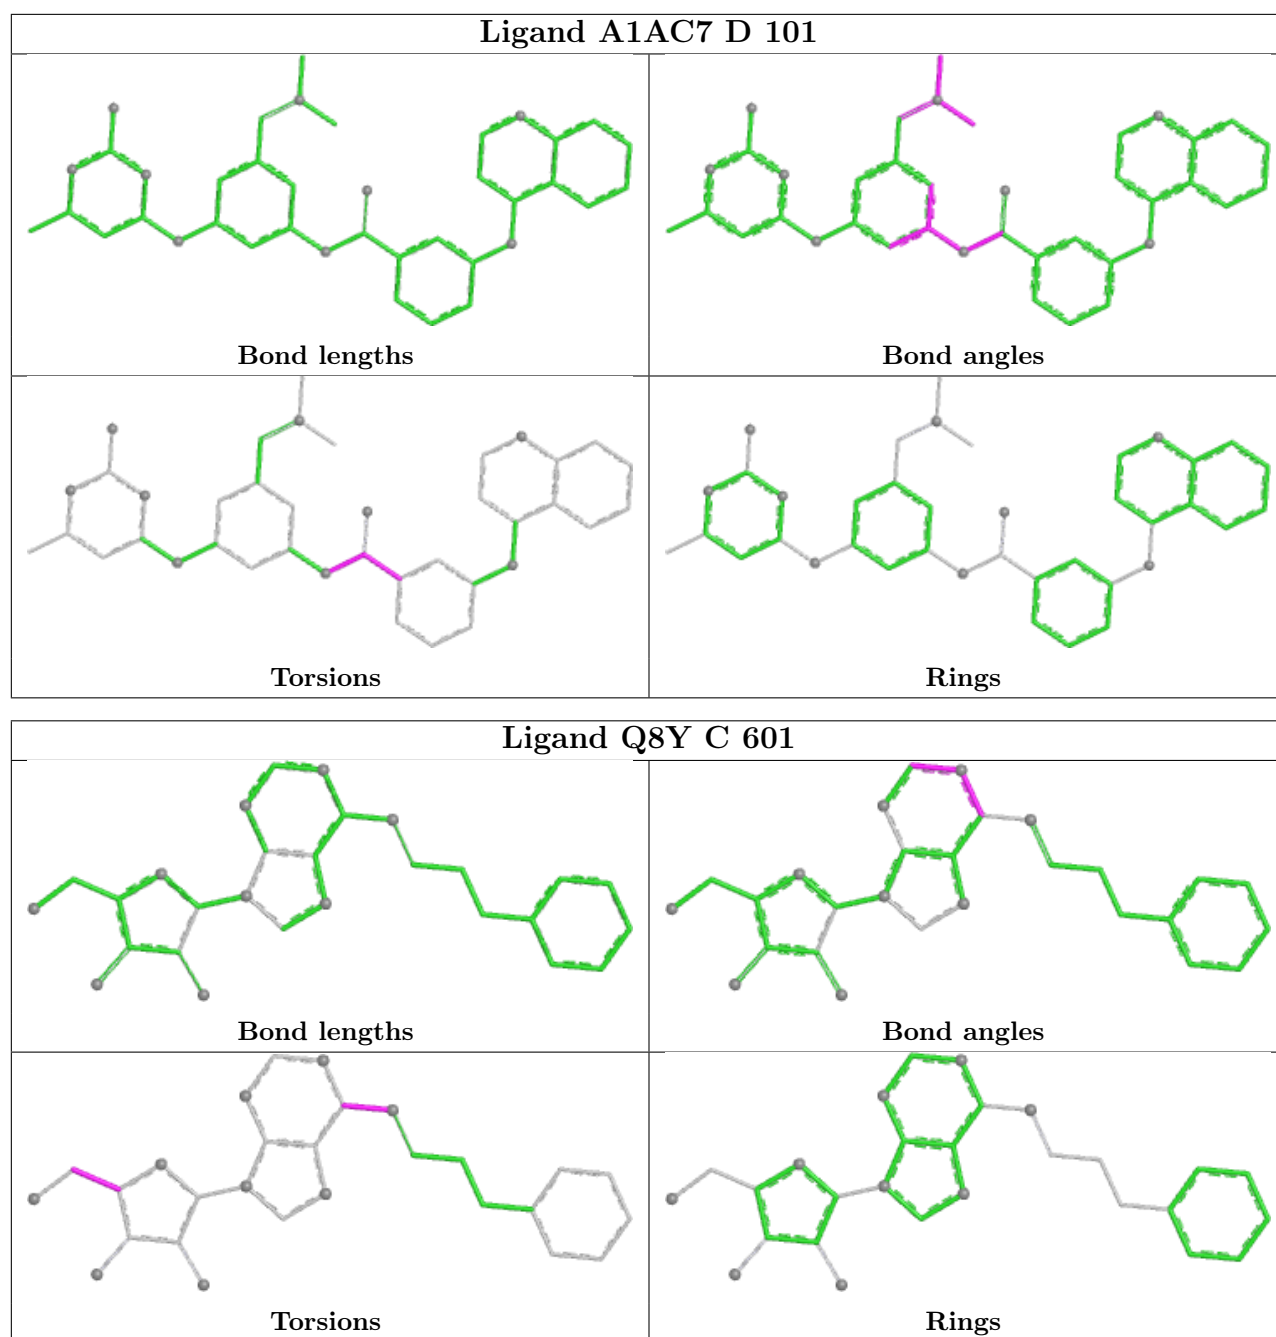 Ligand A1AC7 D 101
Bond lengths
Bond angles
Torsions
Rings
Ligand Q8Y C 601
Bond lengths
Bond angles
Torsions
Rings